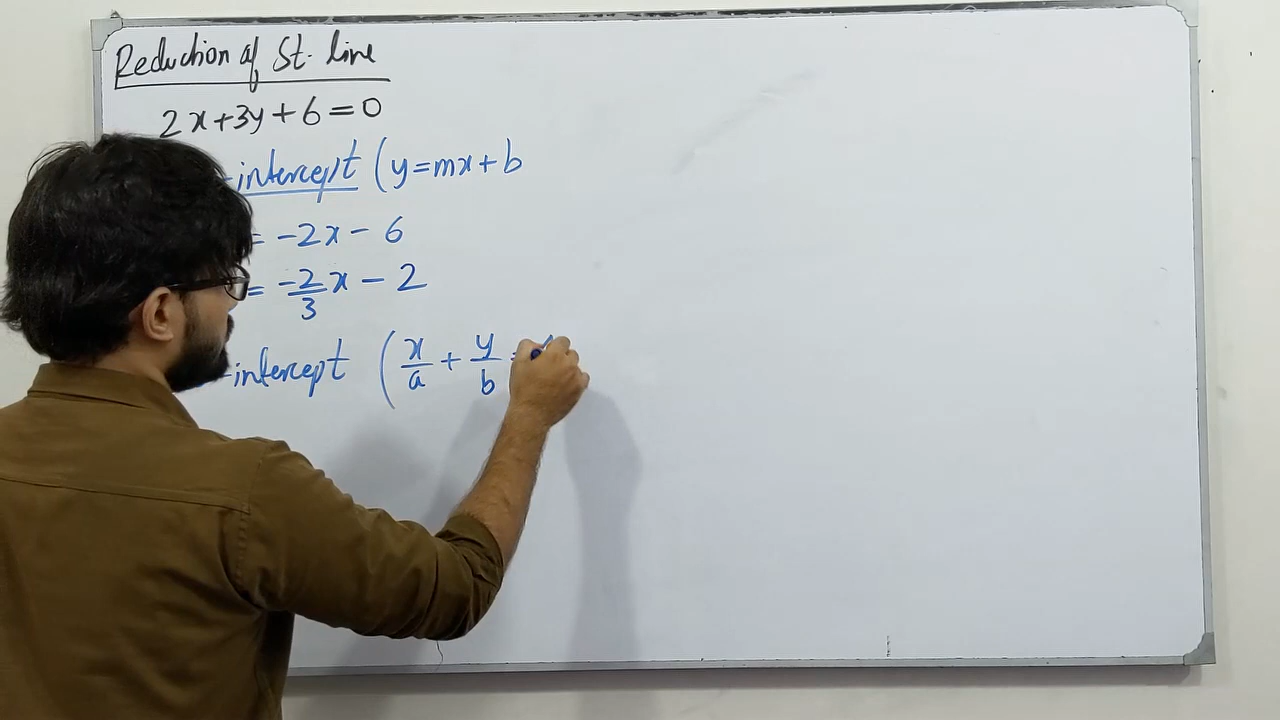 Reduction of St. line
2x+3y+6=0
-intercept (y=mx+b
= -2x - 6
= -2/3 x - 2
-intercept (x/a + y/b =